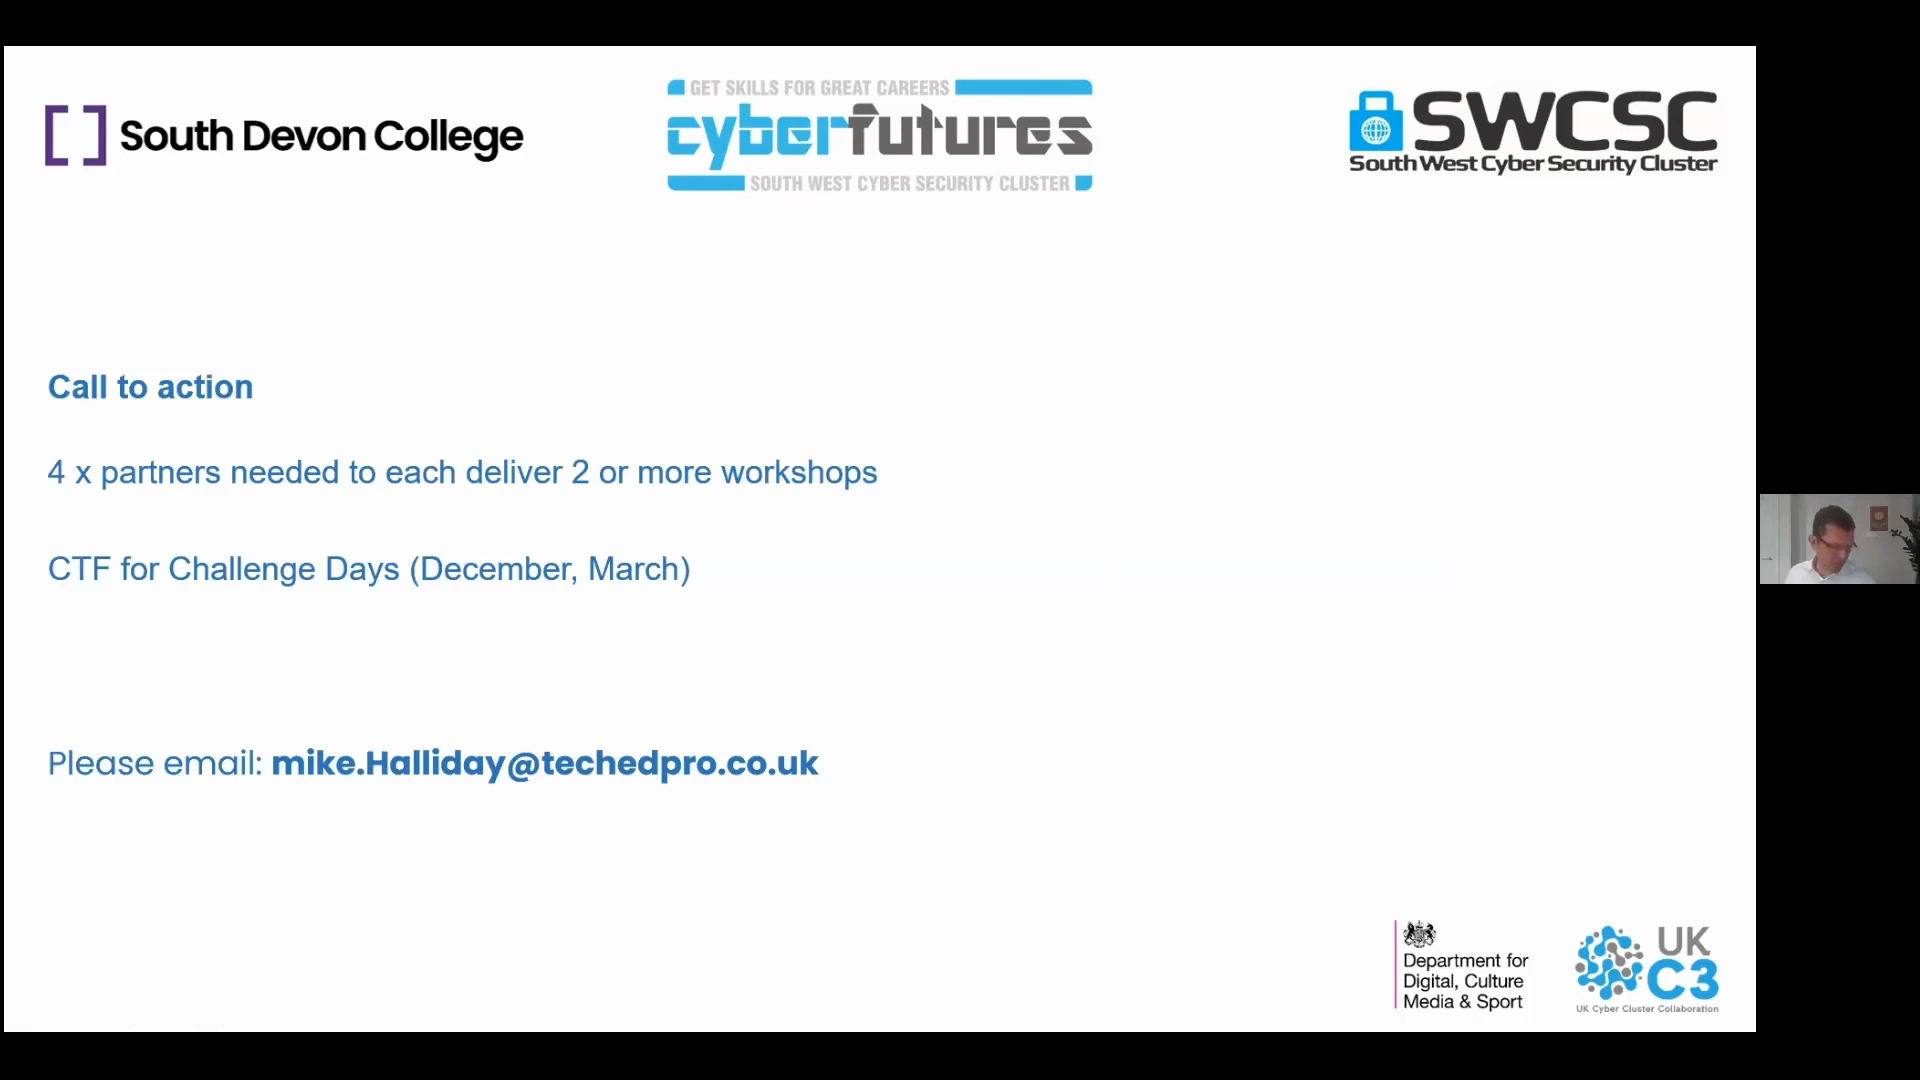 South Devon College
GET SKILLS FOR GREAT CAREERS
cyberfutures
SOUTH WEST CYBER SECURITY CLUSTER
SWCSC
South West Cyber Security Cluster
Call to action
4 x partners needed to each deliver 2 or more workshops
CTF for Challenge Days (December, March)
Please email: mike.Halliday@techedpro.co.uk
Department for
Digital, Culture
Media & Sport
UK
C3
UK Cyber Cluster Collaboration